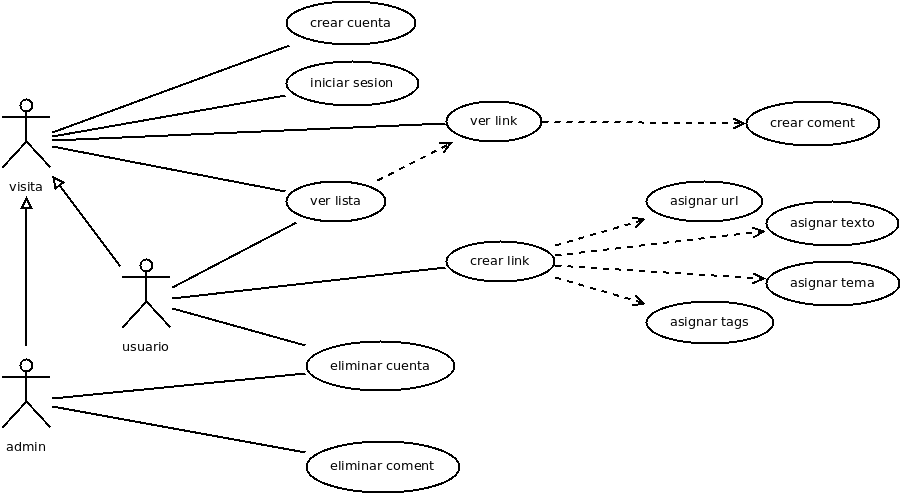 crear cuenta
iniciar sesion
ver link
crear coment
visita
ver lista
asignar url
asignar texto
crear link
asignar tema
asignar tags
usuario
eliminar cuenta
admin
eliminar coment